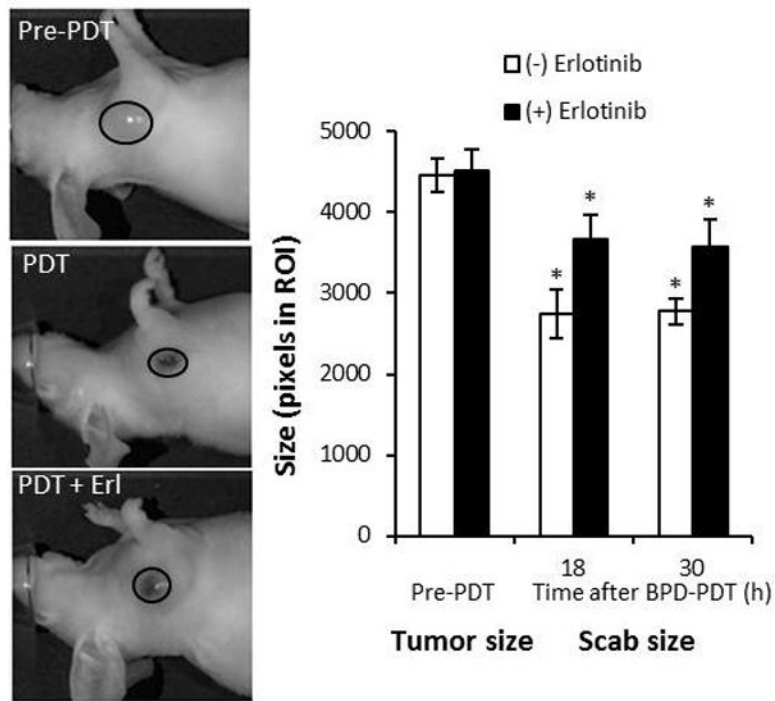 Pre-PDT
PDT
PDT + Erl
(-) Erlotinib
(+) Erlotinib
Size (pixels in ROI)
5000
4000
3000
2000
1000
0
*
*
*
*
18
30
Pre-PDT
Time after BPD-PDT (h)
Tumor size
Scab size